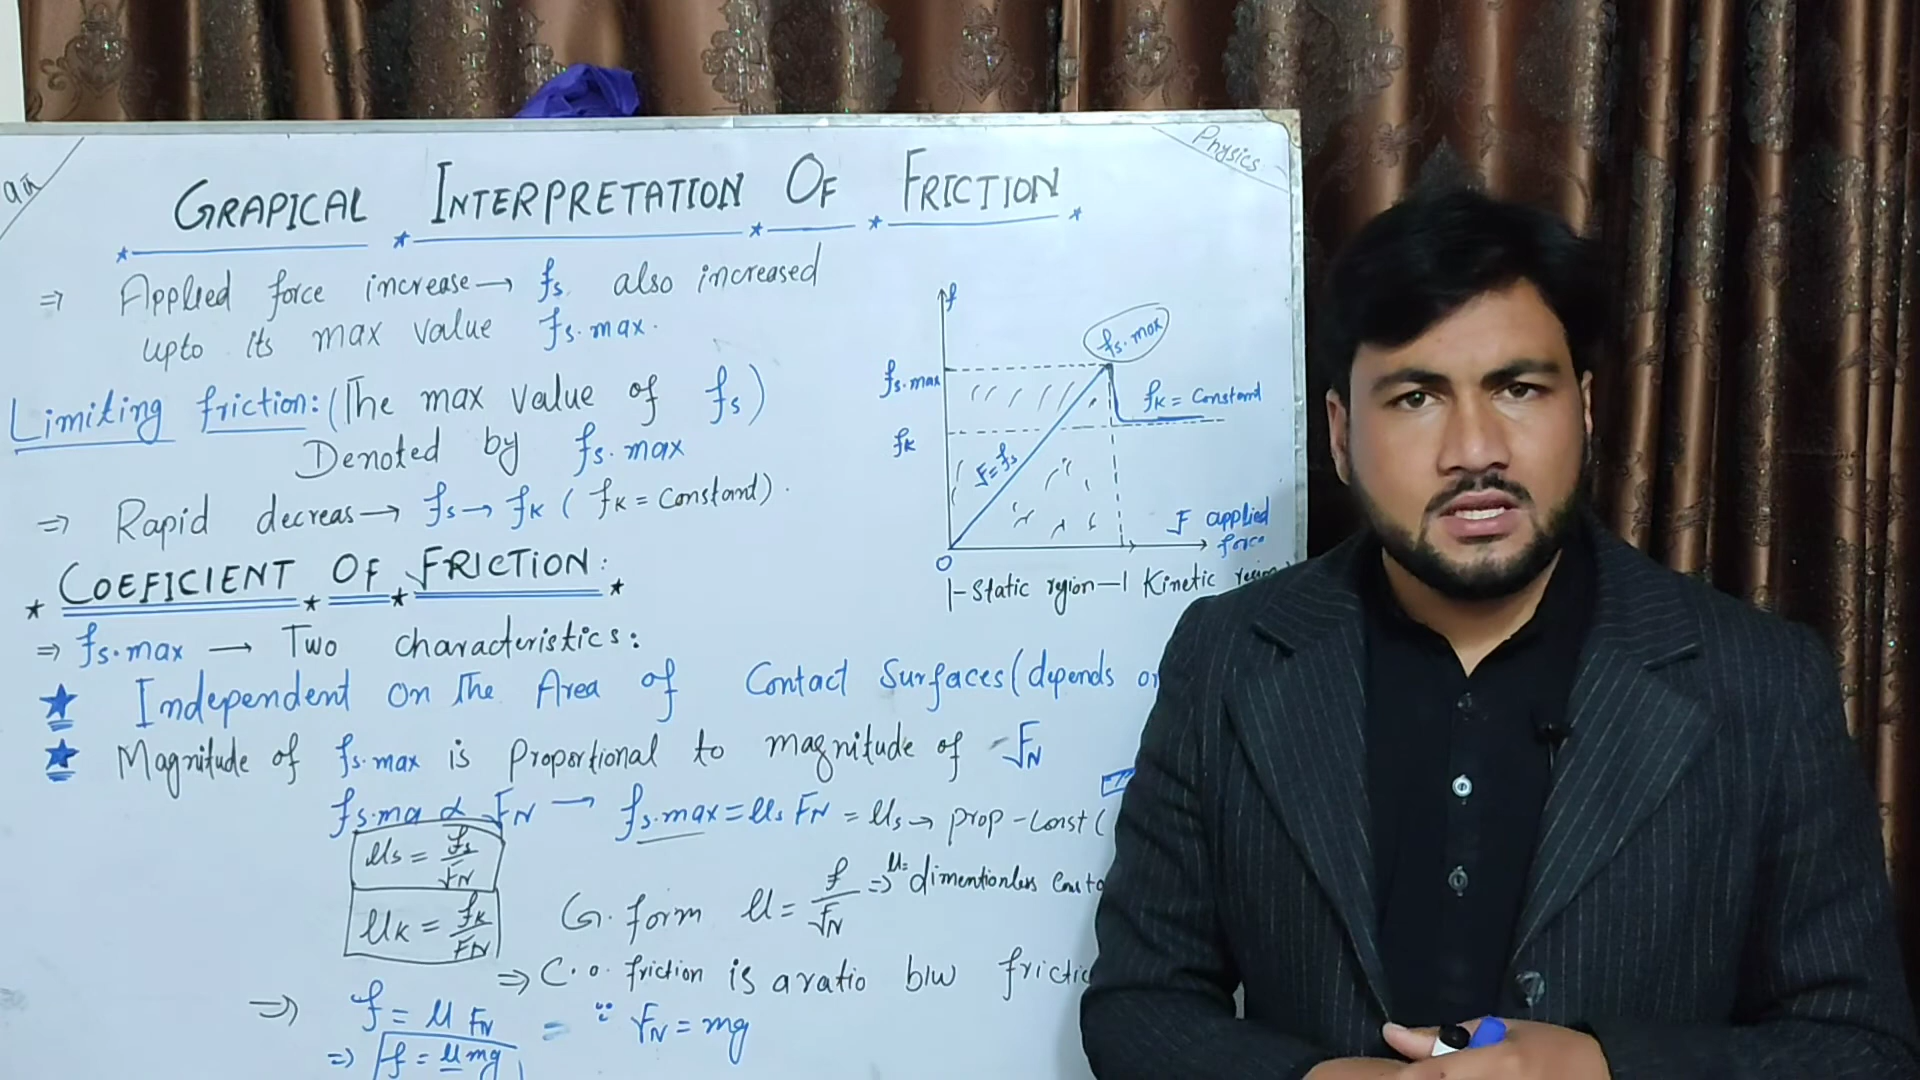 Physics
GRAPICAL INTERPRETATION OF FRICTION
⇒ Applied force increase → fs also increased
upto its max value fs.max.
Limiting friction: (The max value of fs)
Denoted by fs.max
⇒ Rapid decreas → fs → fK ( fK = Constant).
f
fs.max
fs.max
fK = Constant
fK
F = fs
F applied
force
O
|-Static region-| Kinetic region
* COEFICIENT OF FRICTION: *
⇒ fs.max → Two characteristics:
★ Independent on The Area of Contact Surfaces (depends on
★ Magnitude of fs.max is proportional to magnitude of FN
fs.ma α FN → fs.max = μs FN = μs → prop-const (
μs = fs/FN
μK = fK/FN
G. form μ = f/FN ⇒ μ= dimentionless
⇒ C.o. friction is a ratio b/w
⇒ f = μ FN = ∵ FN = mg
⇒ f = μmg